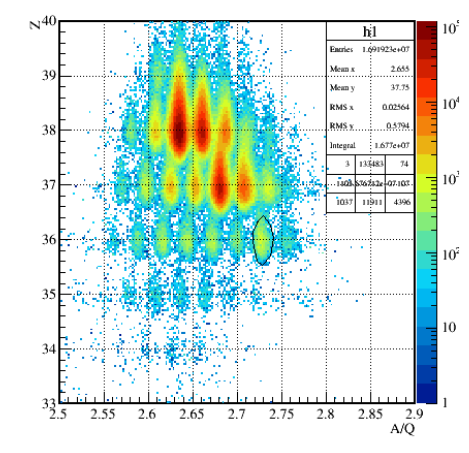 h1
Entries 1.691923e+07
Mean x 2.655
Mean y 37.75
RMS x 0.02564
RMS y 0.5794
Integral 1.677e+07
3 133483 74
1037 11911 4396
Z
40
39
38
37
36
35
34
33
2.5 2.55 2.6 2.65 2.7 2.75 2.8 2.85 2.9
A/Q
10⁵
10⁴
10³
10²
10
1